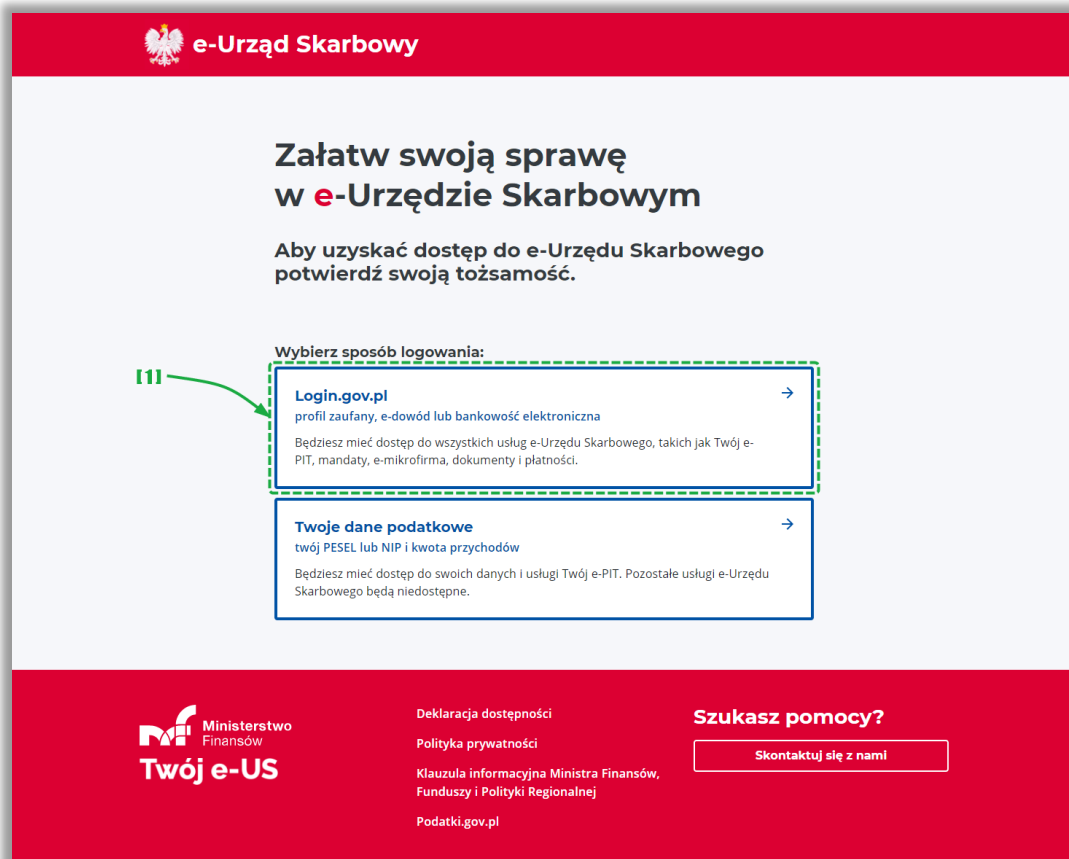 e-Urząd Skarbowy
Załatw swoją sprawę
w e-Urzędzie Skarbowym
Aby uzyskać dostęp do e-Urzędu Skarbowego
potwierdź swoją tożsamość.
Wybierz sposób logowania:
[1]
Login.gov.pl
profil zaufany, e-dowód lub bankowość elektroniczna
Będziesz mieć dostęp do wszystkich usług e-Urzędu Skarbowego, takich jak Twój e-
PIT, mandaty, e-mikrofirma, dokumenty i płatności.
Twoje dane podatkowe
twój PESEL lub NIP i kwota przychodów
Będziesz mieć dostęp do swoich danych i usługi Twój e-PIT. Pozostałe usługi e-Urzędu
Skarbowego będą niedostępne.
Ministerstwo
Finansów
Twój e-US
Deklaracja dostępności
Polityka prywatności
Klauzula informacyjna Ministra Finansów,
Funduszy i Polityki Regionalnej
Podatki.gov.pl
Szukasz pomocy?
Skontaktuj się z nami